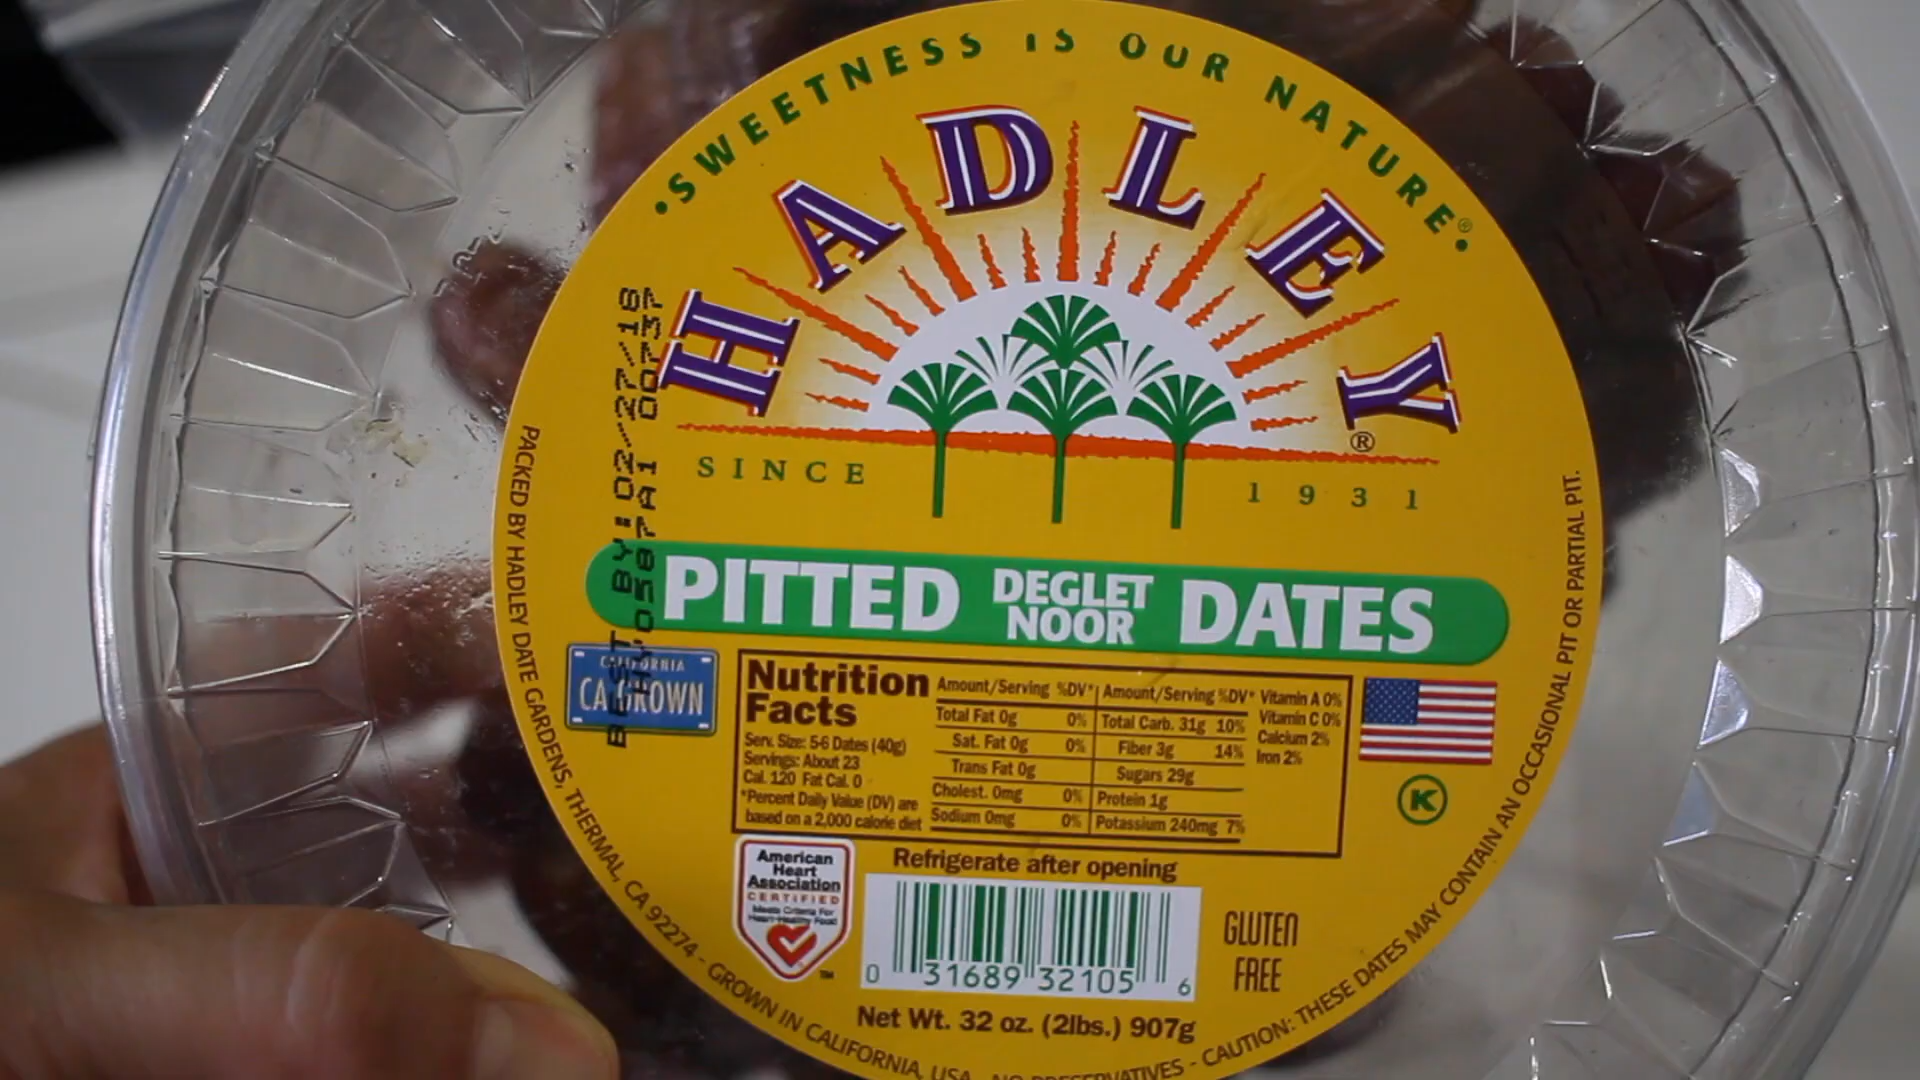 •SWEETNESS IS OUR NATURE®•
HADLEY®
SINCE 1931
BEST BY: 02/27/18
00737
PITTED DEGLET NOOR DATES
CALIFORNIA
CA GROWN
Nutrition Facts
Serv. Size: 5-6 Dates (40g)
Servings: About 23
Cal. 120 Fat Cal. 0
*Percent Daily Value (DV) are
based on a 2,000 calorie diet
Amount/Serving %DV*
Total Fat 0g 0%
Sat. Fat 0g 0%
Trans Fat 0g
Cholest. 0mg 0%
Sodium 0mg 0%
Amount/Serving %DV*
Total Carb. 31g 10%
Fiber 3g 14%
Sugars 29g
Protein 1g
Potassium 240mg 7%
Vitamin A 0%
Vitamin C 0%
Calcium 2%
Iron 2%
K
American
Heart
Association
CERTIFIED
Meets Criteria For
Heart-Healthy Food
TM
Refrigerate after opening
0 31689 32105 6
GLUTEN
FREE
Net Wt. 32 oz. (2lbs.) 907g
PACKED BY HADLEY DATE GARDENS, THERMAL, CA 92274 - GROWN IN CALIFORNIA, USA - NO PRESERVATIVES - CAUTION: THESE DATES MAY CONTAIN AN OCCASIONAL PIT OR PARTIAL PIT.